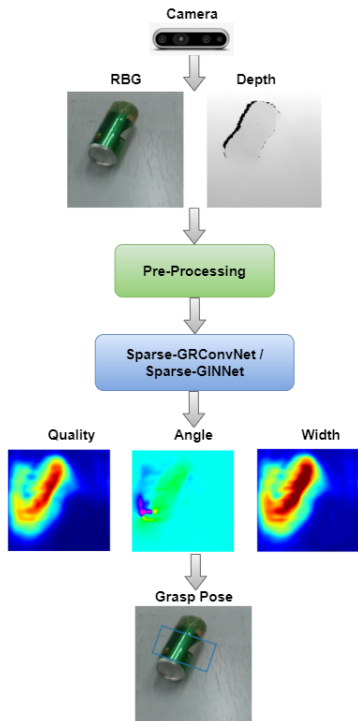 Camera
RBG
Depth
Pre-Processing
Sparse-GRConvNet /
Sparse-GINNet
Quality
Angle
Width
Grasp Pose